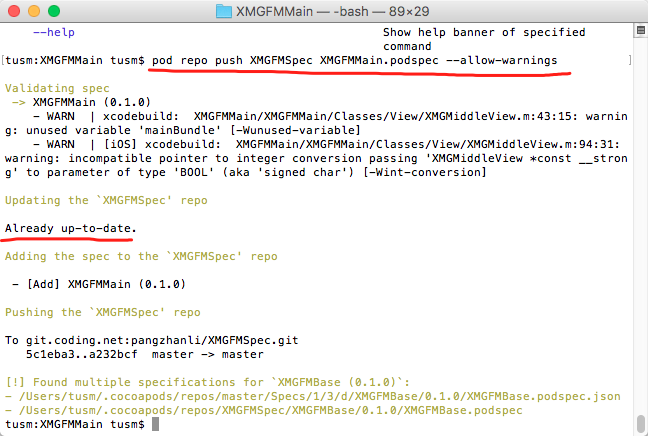 XMGFMMain — -bash — 89×29
--help Show help banner of specified
command
[tusm:XMGFMMain tusm$ pod repo push XMGFMSpec XMGFMMain.podspec --allow-warnings ]
Validating spec
-> XMGFMMain (0.1.0)
- WARN | xcodebuild: XMGFMMain/XMGFMMain/Classes/View/XMGMiddleView.m:43:15: warnin
g: unused variable 'mainBundle' [-Wunused-variable]
- WARN | [iOS] xcodebuild: XMGFMMain/XMGFMMain/Classes/View/XMGMiddleView.m:94:31:
warning: incompatible pointer to integer conversion passing 'XMGMiddleView *const __stron
g' to parameter of type 'BOOL' (aka 'signed char') [-Wint-conversion]
Updating the `XMGFMSpec' repo
Already up-to-date.
Adding the spec to the `XMGFMSpec' repo
- [Add] XMGFMMain (0.1.0)
Pushing the `XMGFMSpec' repo
To git.coding.net:pangzhanli/XMGFMSpec.git
5c1eba3..a232bcf master -> master
[!] Found multiple specifications for `XMGFMBase (0.1.0)`:
- /Users/tusm/.cocoapods/repos/master/Specs/1/3/d/XMGFMBase/0.1.0/XMGFMBase.podspec.json
- /Users/tusm/.cocoapods/repos/XMGFMSpec/XMGFMBase/0.1.0/XMGFMBase.podspec
tusm:XMGFMMain tusm$